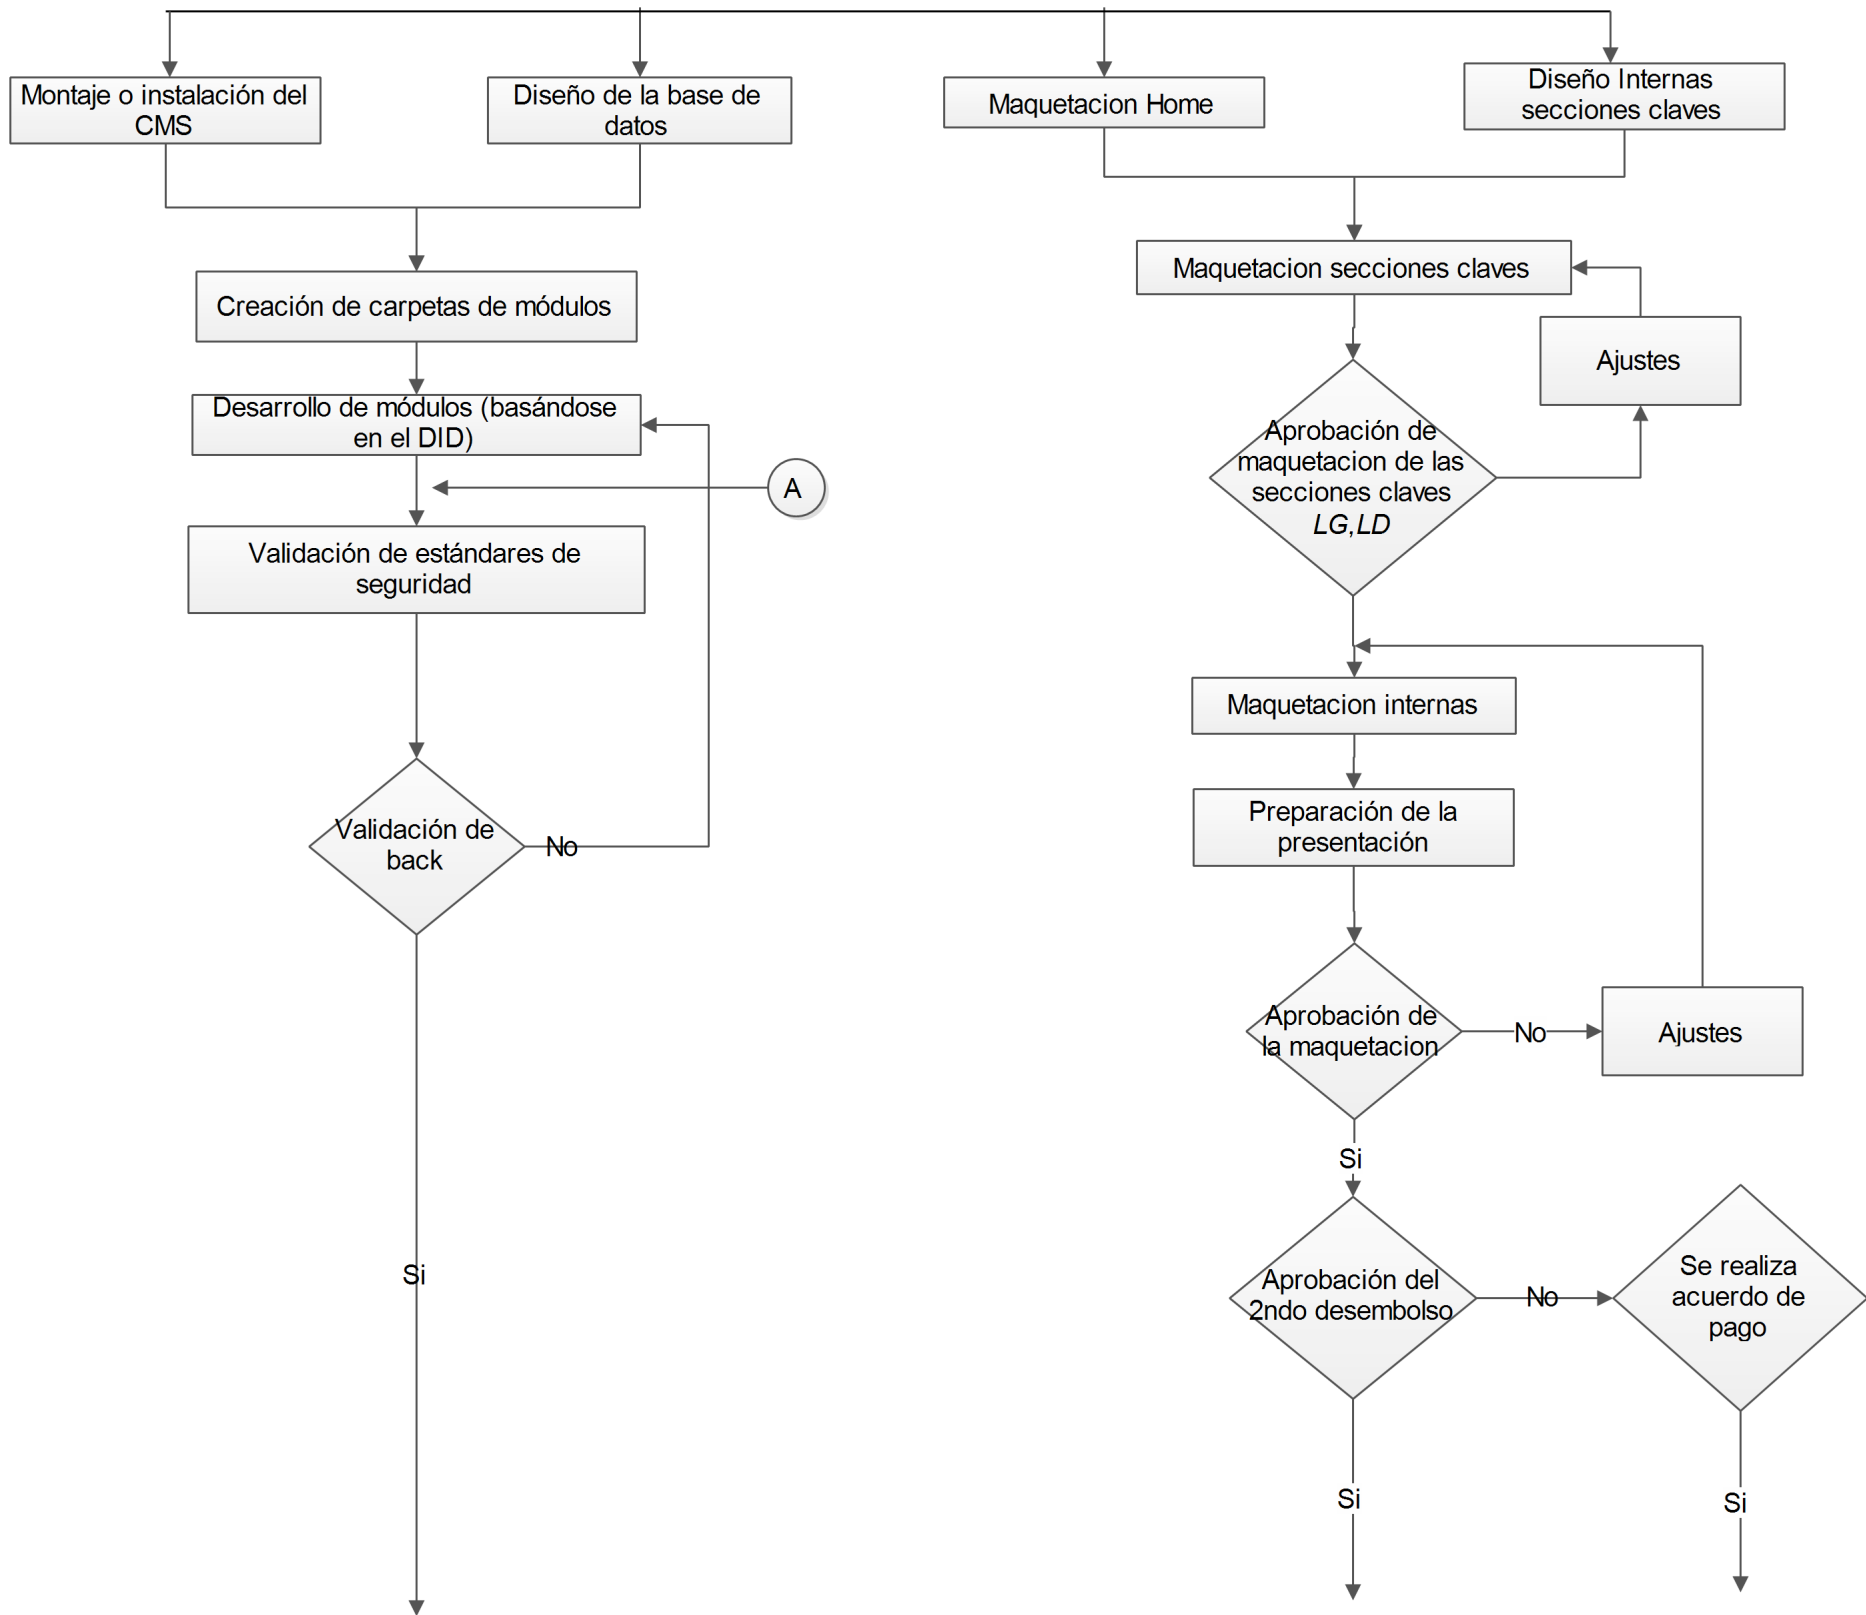 Montaje o instalación del
CMS
Diseño de la base de
datos
Maquetacion Home
Diseño Internas
secciones claves
Creación de carpetas de módulos
Desarrollo de módulos (basándose
en el DID)
A
Validación de estándares de
seguridad
Validación de
back
No
Si
Maquetacion secciones claves
Ajustes
Aprobación de
maquetacion de las
secciones claves
LG,LD
Maquetacion internas
Preparación de la
presentación
Aprobación de
la maquetacion
No
Ajustes
Si
Aprobación del
2ndo desembolso
No
Se realiza
acuerdo de
pago
Si
Si